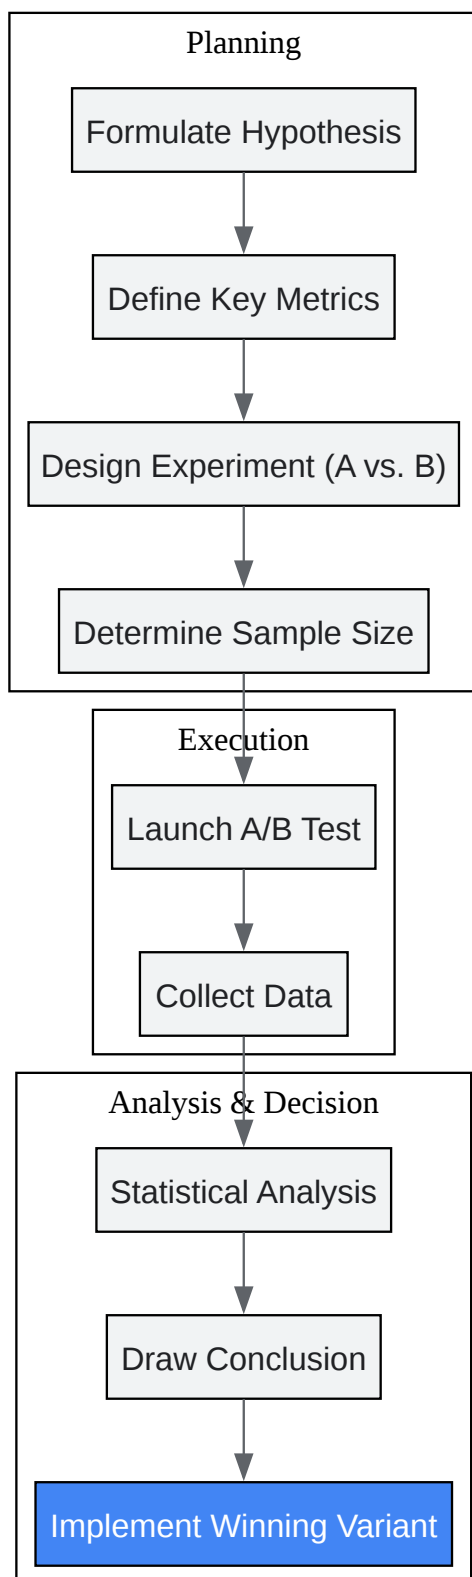 Planning
Formulate Hypothesis
Define Key Metrics
Design Experiment (A vs. B)
Determine Sample Size
Execution
Launch A/B Test
Collect Data
Analysis & Decision
Statistical Analysis
Draw Conclusion
Implement Winning Variant